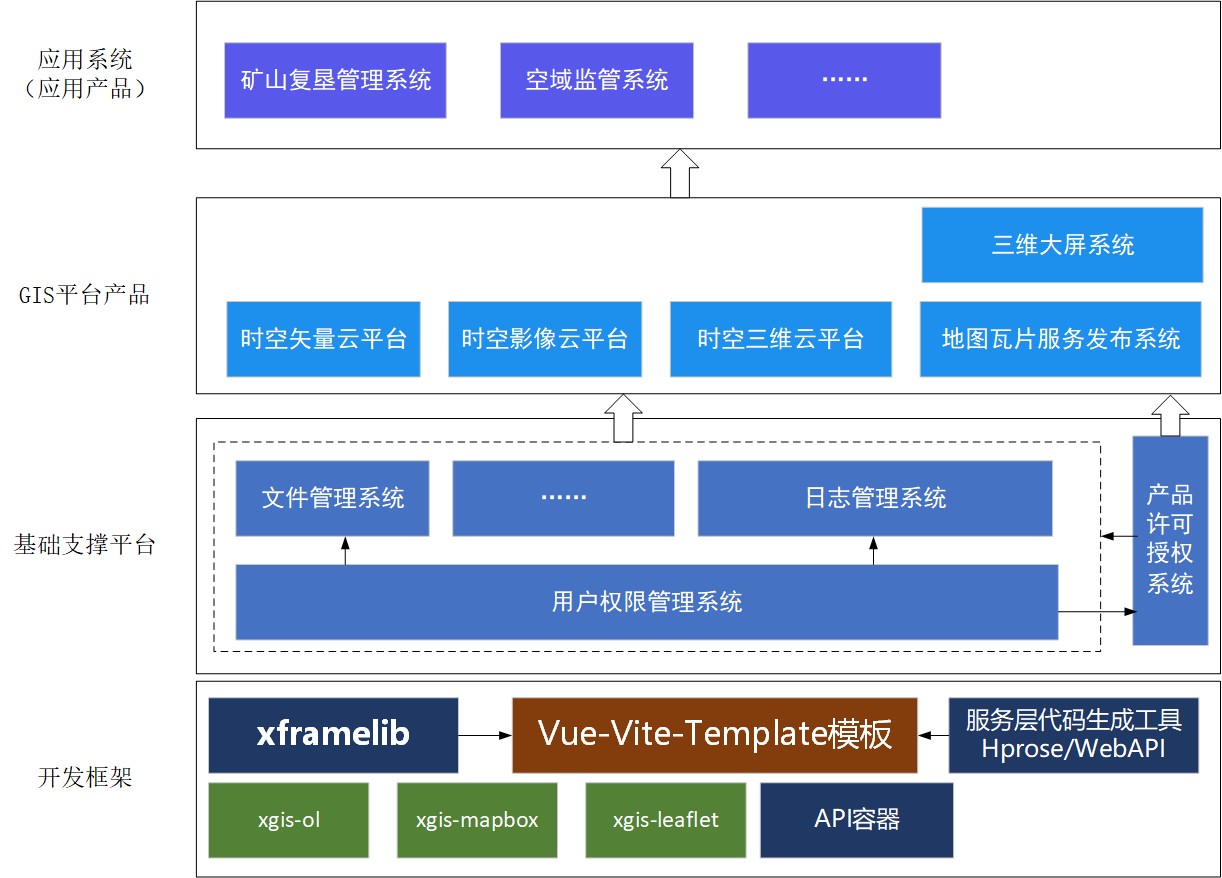 应用系统
（应用产品）
矿山复垦管理系统
空域监管系统
……
GIS平台产品
三维大屏系统
时空矢量云平台
时空影像云平台
时空三维云平台
地图瓦片服务发布系统
基础支撑平台
文件管理系统
……
日志管理系统
用户权限管理系统
产品
许可
授权
系统
开发框架
xframelib
Vue-Vite-Template模板
服务层代码生成工具
Hprose/WebAPI
xgis-ol
xgis-mapbox
xgis-leaflet
API容器